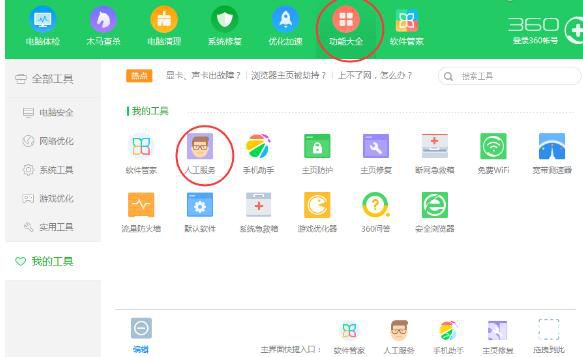 360
电脑体检 木马查杀 电脑清理 系统修复 优化加速 功能大全 软件管家 登录360帐号
全部工具
热点 显卡、声卡出故障? 浏览器主页被劫持? 上不了网,怎么办? 搜索工具
我的工具
电脑安全
网络优化
系统工具
游戏优化
实用工具
我的工具
软件管家 人工服务 手机助手 主页防护 主页修复 断网急救箱 免费WiFi 宽带测速器
流量防火墙 默认软件 系统急救箱 游戏优化器 360问答 安全浏览器
编辑 主界面快捷入口: 软件管家 人工服务 手机助手 主页修复 拖拽到此